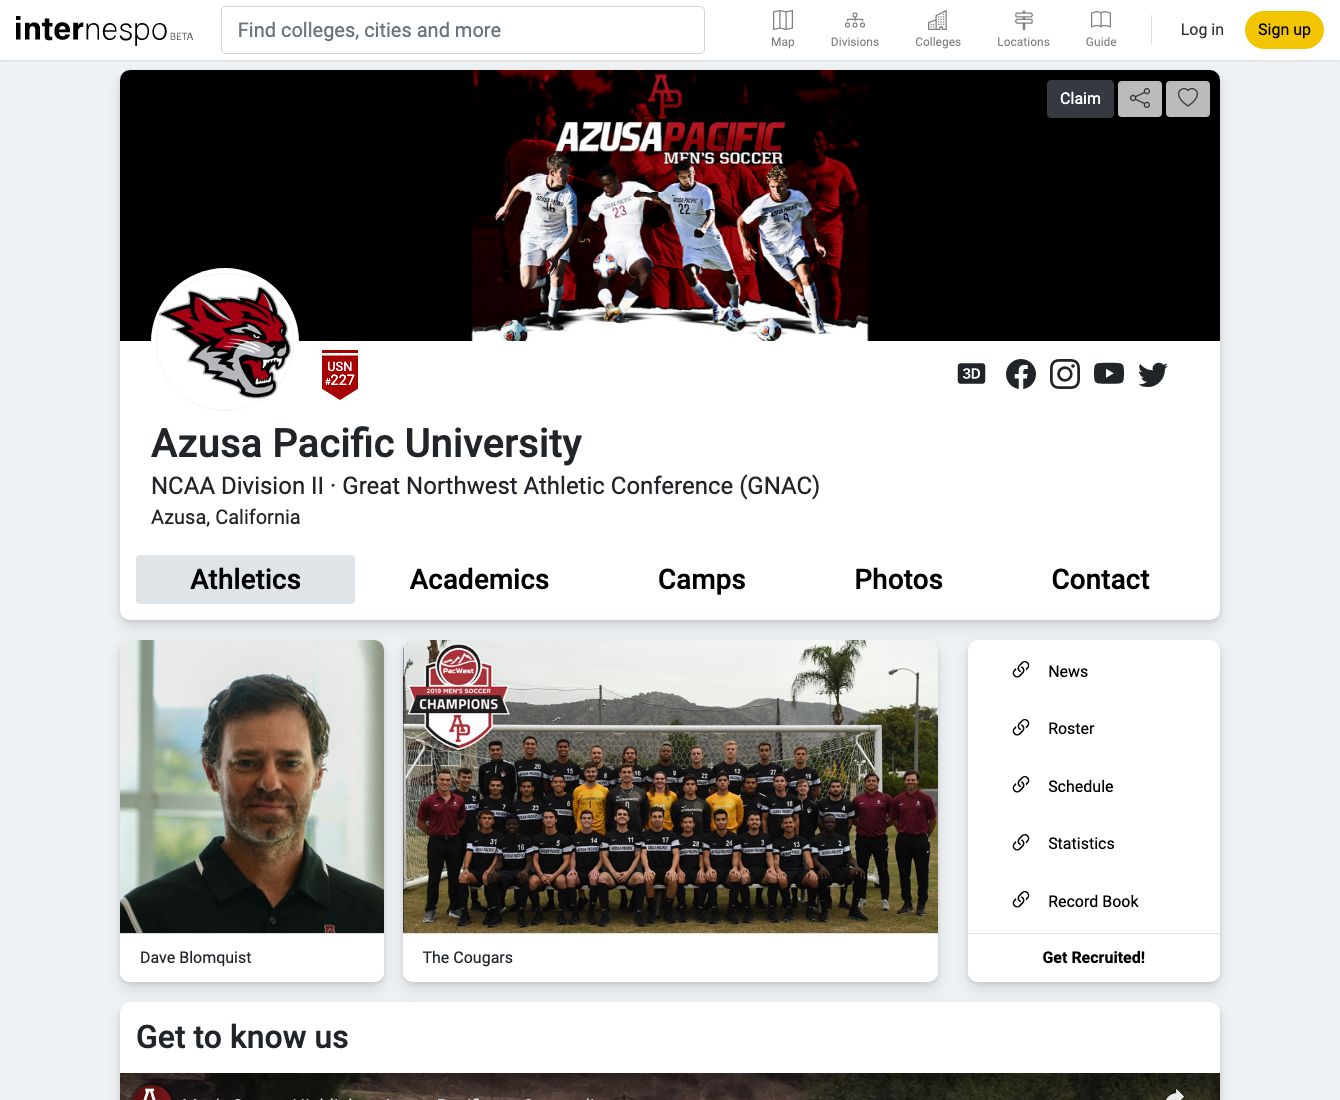 internespo BETA
Find colleges, cities and more
Map
Divisions
Colleges
Locations
Guide
Log in
Sign up
AP
AZUSA PACIFIC
MEN'S SOCCER
Claim
23
22
USN
#227
3D
Azusa Pacific University
NCAA Division II · Great Northwest Athletic Conference (GNAC)
Azusa, California
Athletics
Academics
Camps
Photos
Contact
PacWest
2019 MEN'S SOCCER
CHAMPIONS
AP
Dave Blomquist
The Cougars
News
Roster
Schedule
Statistics
Record Book
Get Recruited!
Get to know us